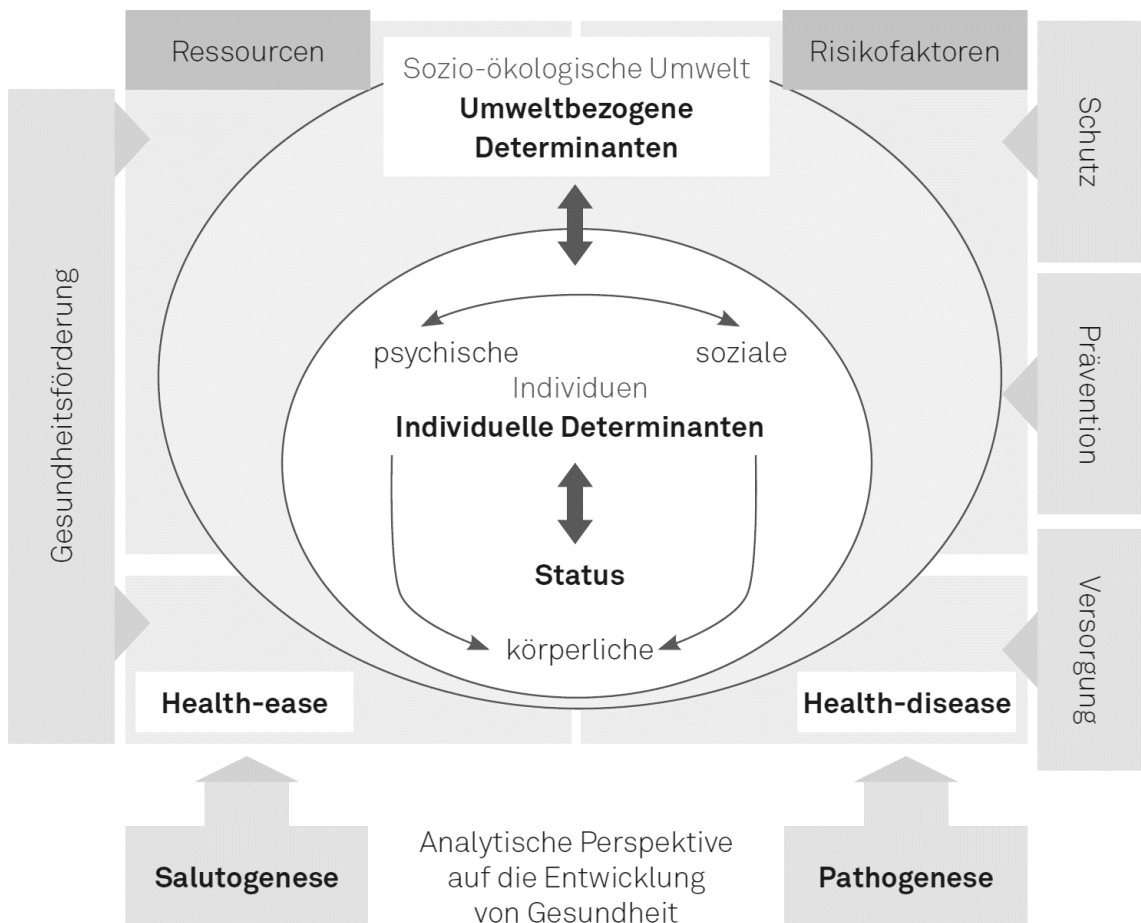 Ressourcen
Risikofaktoren
Sozio-ökologische Umwelt
Umweltbezogene
Determinanten
Schutz
Gesundheitsförderung
Prävention
psychische
soziale
Individuen
Individuelle Determinanten
Status
körperliche
Versorgung
Health-ease
Health-disease
Salutogenese
Analytische Perspektive
auf die Entwicklung
von Gesundheit
Pathogenese